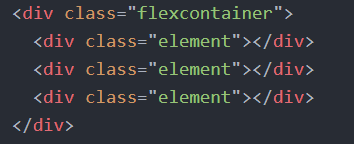 <div class="flexcontainer">
  <div class="element"></div>
  <div class="element"></div>
  <div class="element"></div>
</div>